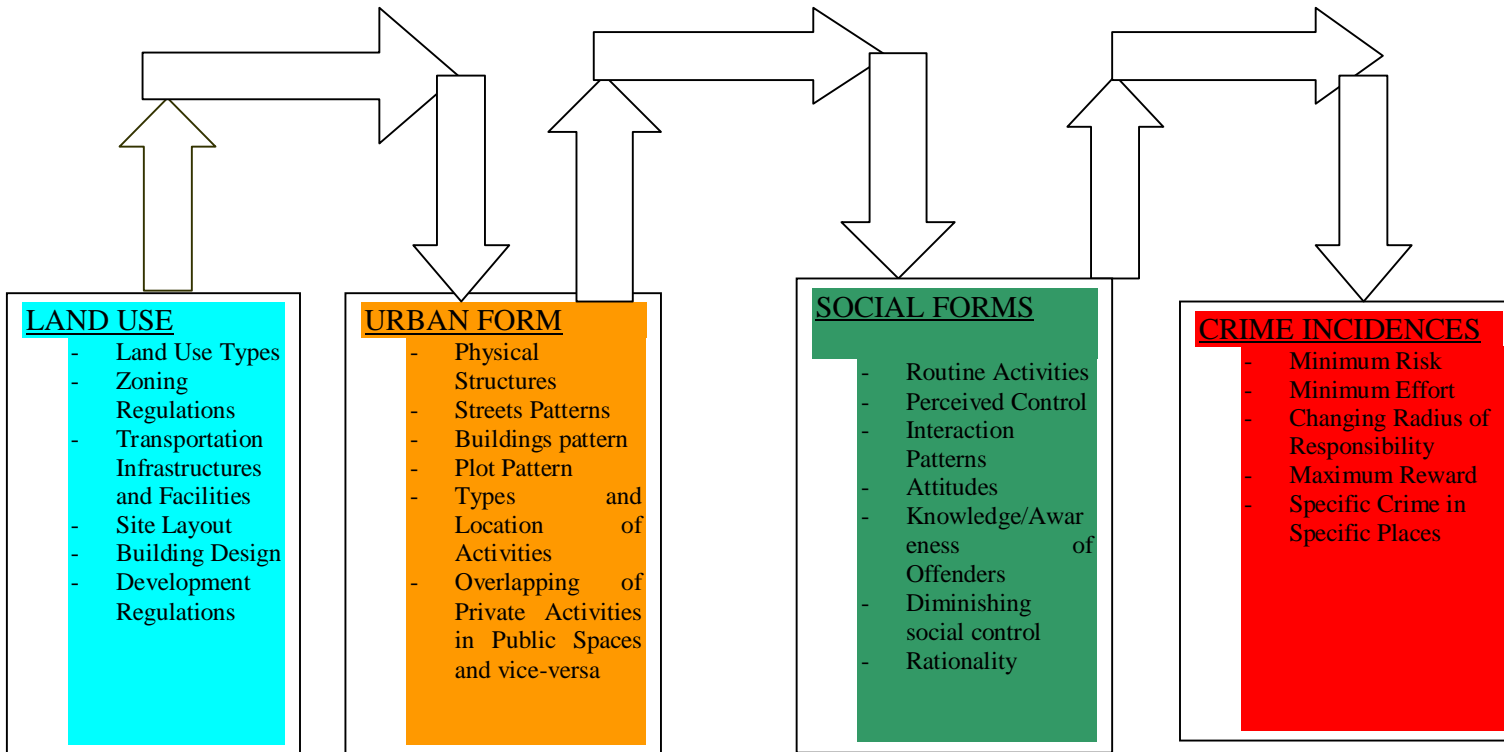 LAND USE
- Land Use Types
- Zoning
Regulations
- Transportation
Infrastructures
and Facilities
- Site Layout
- Building Design
- Development
Regulations
URBAN FORM
- Physical
Structures
- Streets Patterns
- Buildings pattern
- Plot Pattern
- Types and
Location of
Activities
- Overlapping of
Private Activities
in Public Spaces
and vice-versa
SOCIAL FORMS
- Routine Activities
- Perceived Control
- Interaction
Patterns
- Attitudes
- Knowledge/Awar
eness of
Offenders
- Diminishing
social control
- Rationality
CRIME INCIDENCES
- Minimum Risk
- Minimum Effort
- Changing Radius of
Responsibility
- Maximum Reward
- Specific Crime in
Specific Places